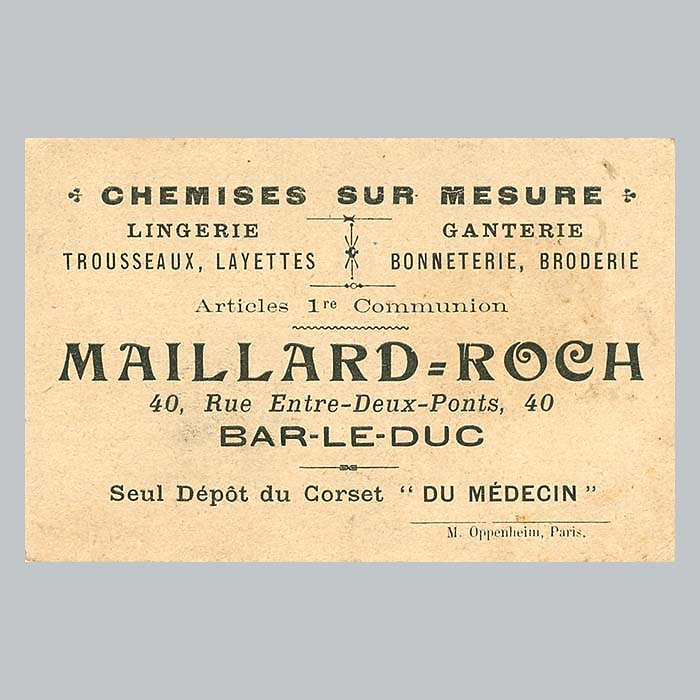 CHEMISES SUR MESURE
LINGERIE
TROUSSEAUX, LAYETTES
GANTERIE
BONNETERIE, BRODERIE
Articles 1re Communion
MAILLARD=ROCH
40, Rue Entre-Deux-Ponts, 40
BAR-LE-DUC
Seul Dépôt du Corset “ DU MÉDECIN ”
M. Oppenheim, Paris.